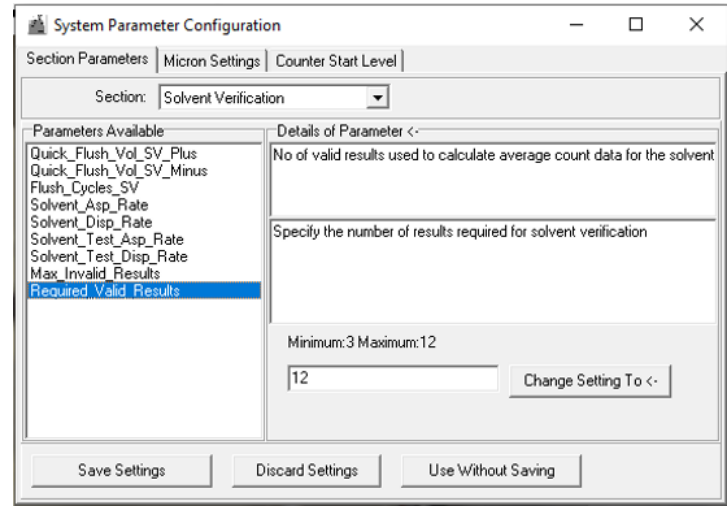 System Parameter Configuration
Section Parameters Micron Settings Counter Start Level
Section: Solvent Verification
Parameters Available
Quick_Flush_Vol_SV_Plus
Quick_Flush_Vol_SV_Minus
Flush_Cycles_SV
Solvent_Asp_Rate
Solvent_Disp_Rate
Solvent_Test_Asp_Rate
Solvent_Test_Disp_Rate
Max_Invalid_Results
Required_Valid_Results
Details of Parameter <-
No of valid results used to calculate average count data for the solvent
Specify the number of results required for solvent verification
Minimum:3 Maximum:12
12 Change Setting To <-
Save Settings Discard Settings Use Without Saving